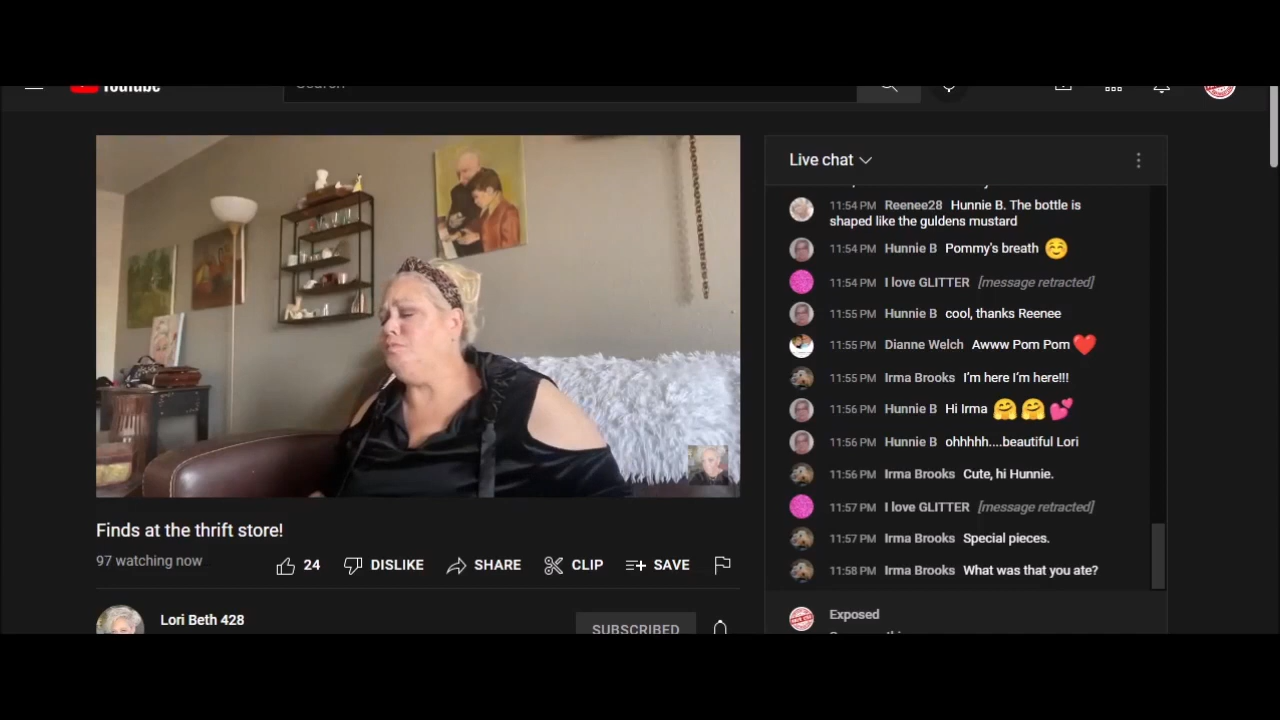 YouTube
Search
Live chat
11:54 PM Reenee28 Hunnie B. The bottle is
shaped like the guldens mustard
11:54 PM Hunnie B Pommy's breath ☺️
11:54 PM I love GLITTER [message retracted]
11:55 PM Hunnie B cool, thanks Reenee
11:55 PM Dianne Welch Awww Pom Pom ❤️
11:55 PM Irma Brooks I'm here I'm here!!!
11:56 PM Hunnie B Hi Irma 🤗🤗💕
11:56 PM Hunnie B ohhhhh....beautiful Lori
11:56 PM Irma Brooks Cute, hi Hunnie.
11:57 PM I love GLITTER [message retracted]
11:57 PM Irma Brooks Special pieces.
11:58 PM Irma Brooks What was that you ate?
Exposed
Finds at the thrift store!
97 watching now
24 DISLIKE SHARE CLIP SAVE
Lori Beth 428
SUBSCRIBED